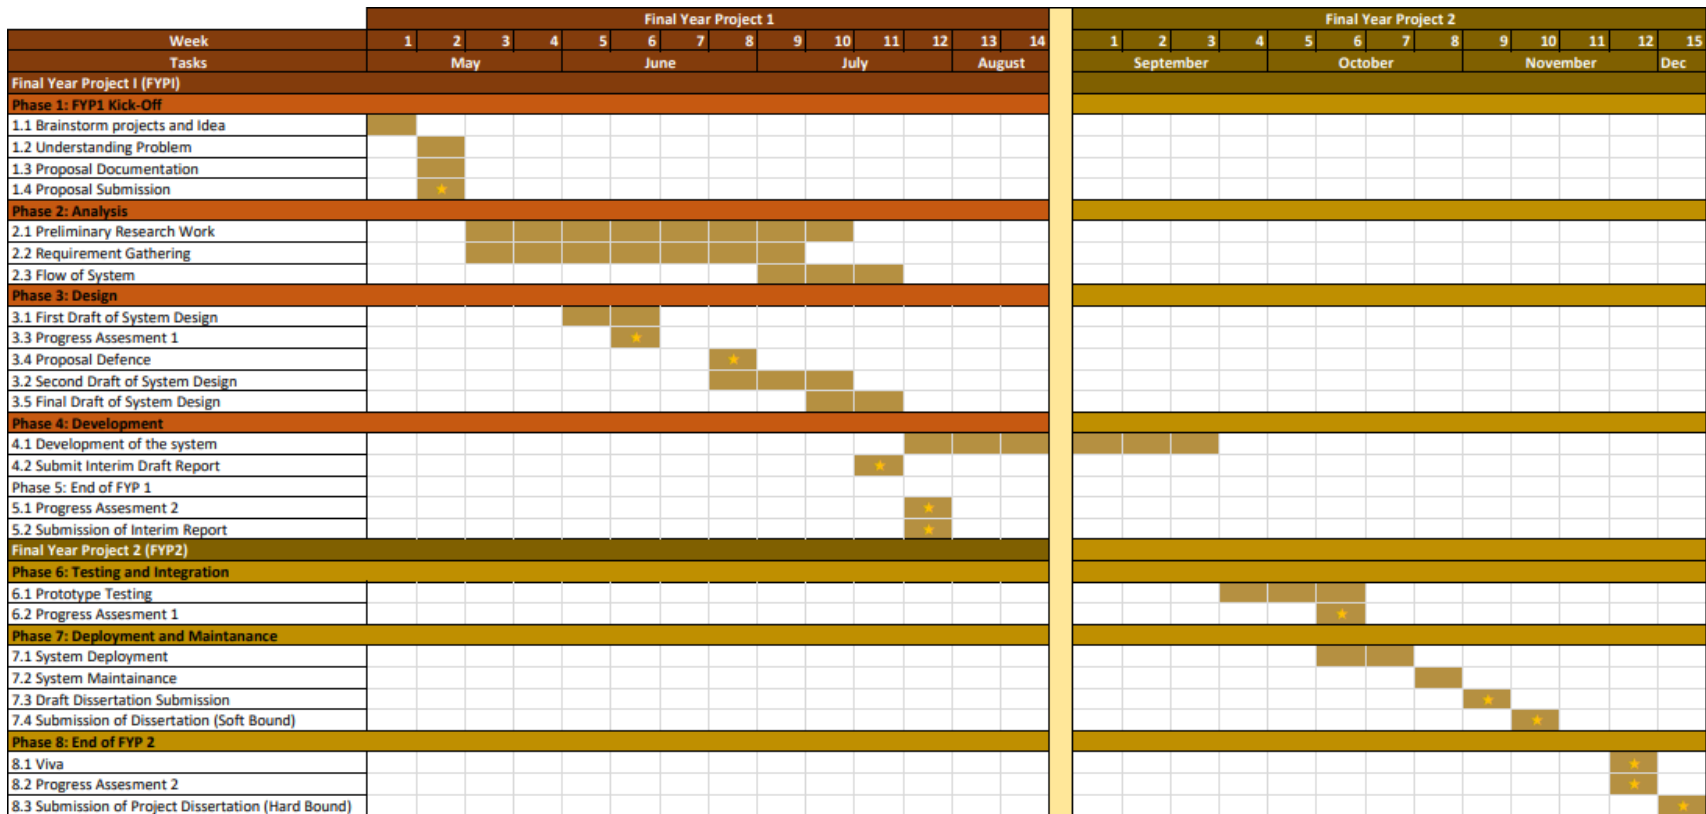 Final Year Project 1 Final Year Project 2
Week 1 2 3 4 5 6 7 8 9 10 11 12 13 14 1 2 3 4 5 6 7 8 9 10 11 12 15
Tasks May June July August September October November Dec
Final Year Project I (FYPI)
Phase 1: FYP1 Kick-Off
1.1 Brainstorm projects and Idea
1.2 Understanding Problem
1.3 Proposal Documentation
1.4 Proposal Submission
Phase 2: Analysis
2.1 Preliminary Research Work
2.2 Requirement Gathering
2.3 Flow of System
Phase 3: Design
3.1 First Draft of System Design
3.3 Progress Assesment 1
3.4 Proposal Defence
3.2 Second Draft of System Design
3.5 Final Draft of System Design
Phase 4: Development
4.1 Development of the system
4.2 Submit Interim Draft Report
Phase 5: End of FYP 1
5.1 Progress Assesment 2
5.2 Submission of Interim Report
Final Year Project 2 (FYP2)
Phase 6: Testing and Integration
6.1 Prototype Testing
6.2 Progress Assesment 1
Phase 7: Deployment and Maintanance
7.1 System Deployment
7.2 System Maintainance
7.3 Draft Dissertation Submission
7.4 Submission of Dissertation (Soft Bound)
Phase 8: End of FYP 2
8.1 Viva
8.2 Progress Assesment 2
8.3 Submission of Project Dissertation (Hard Bound)